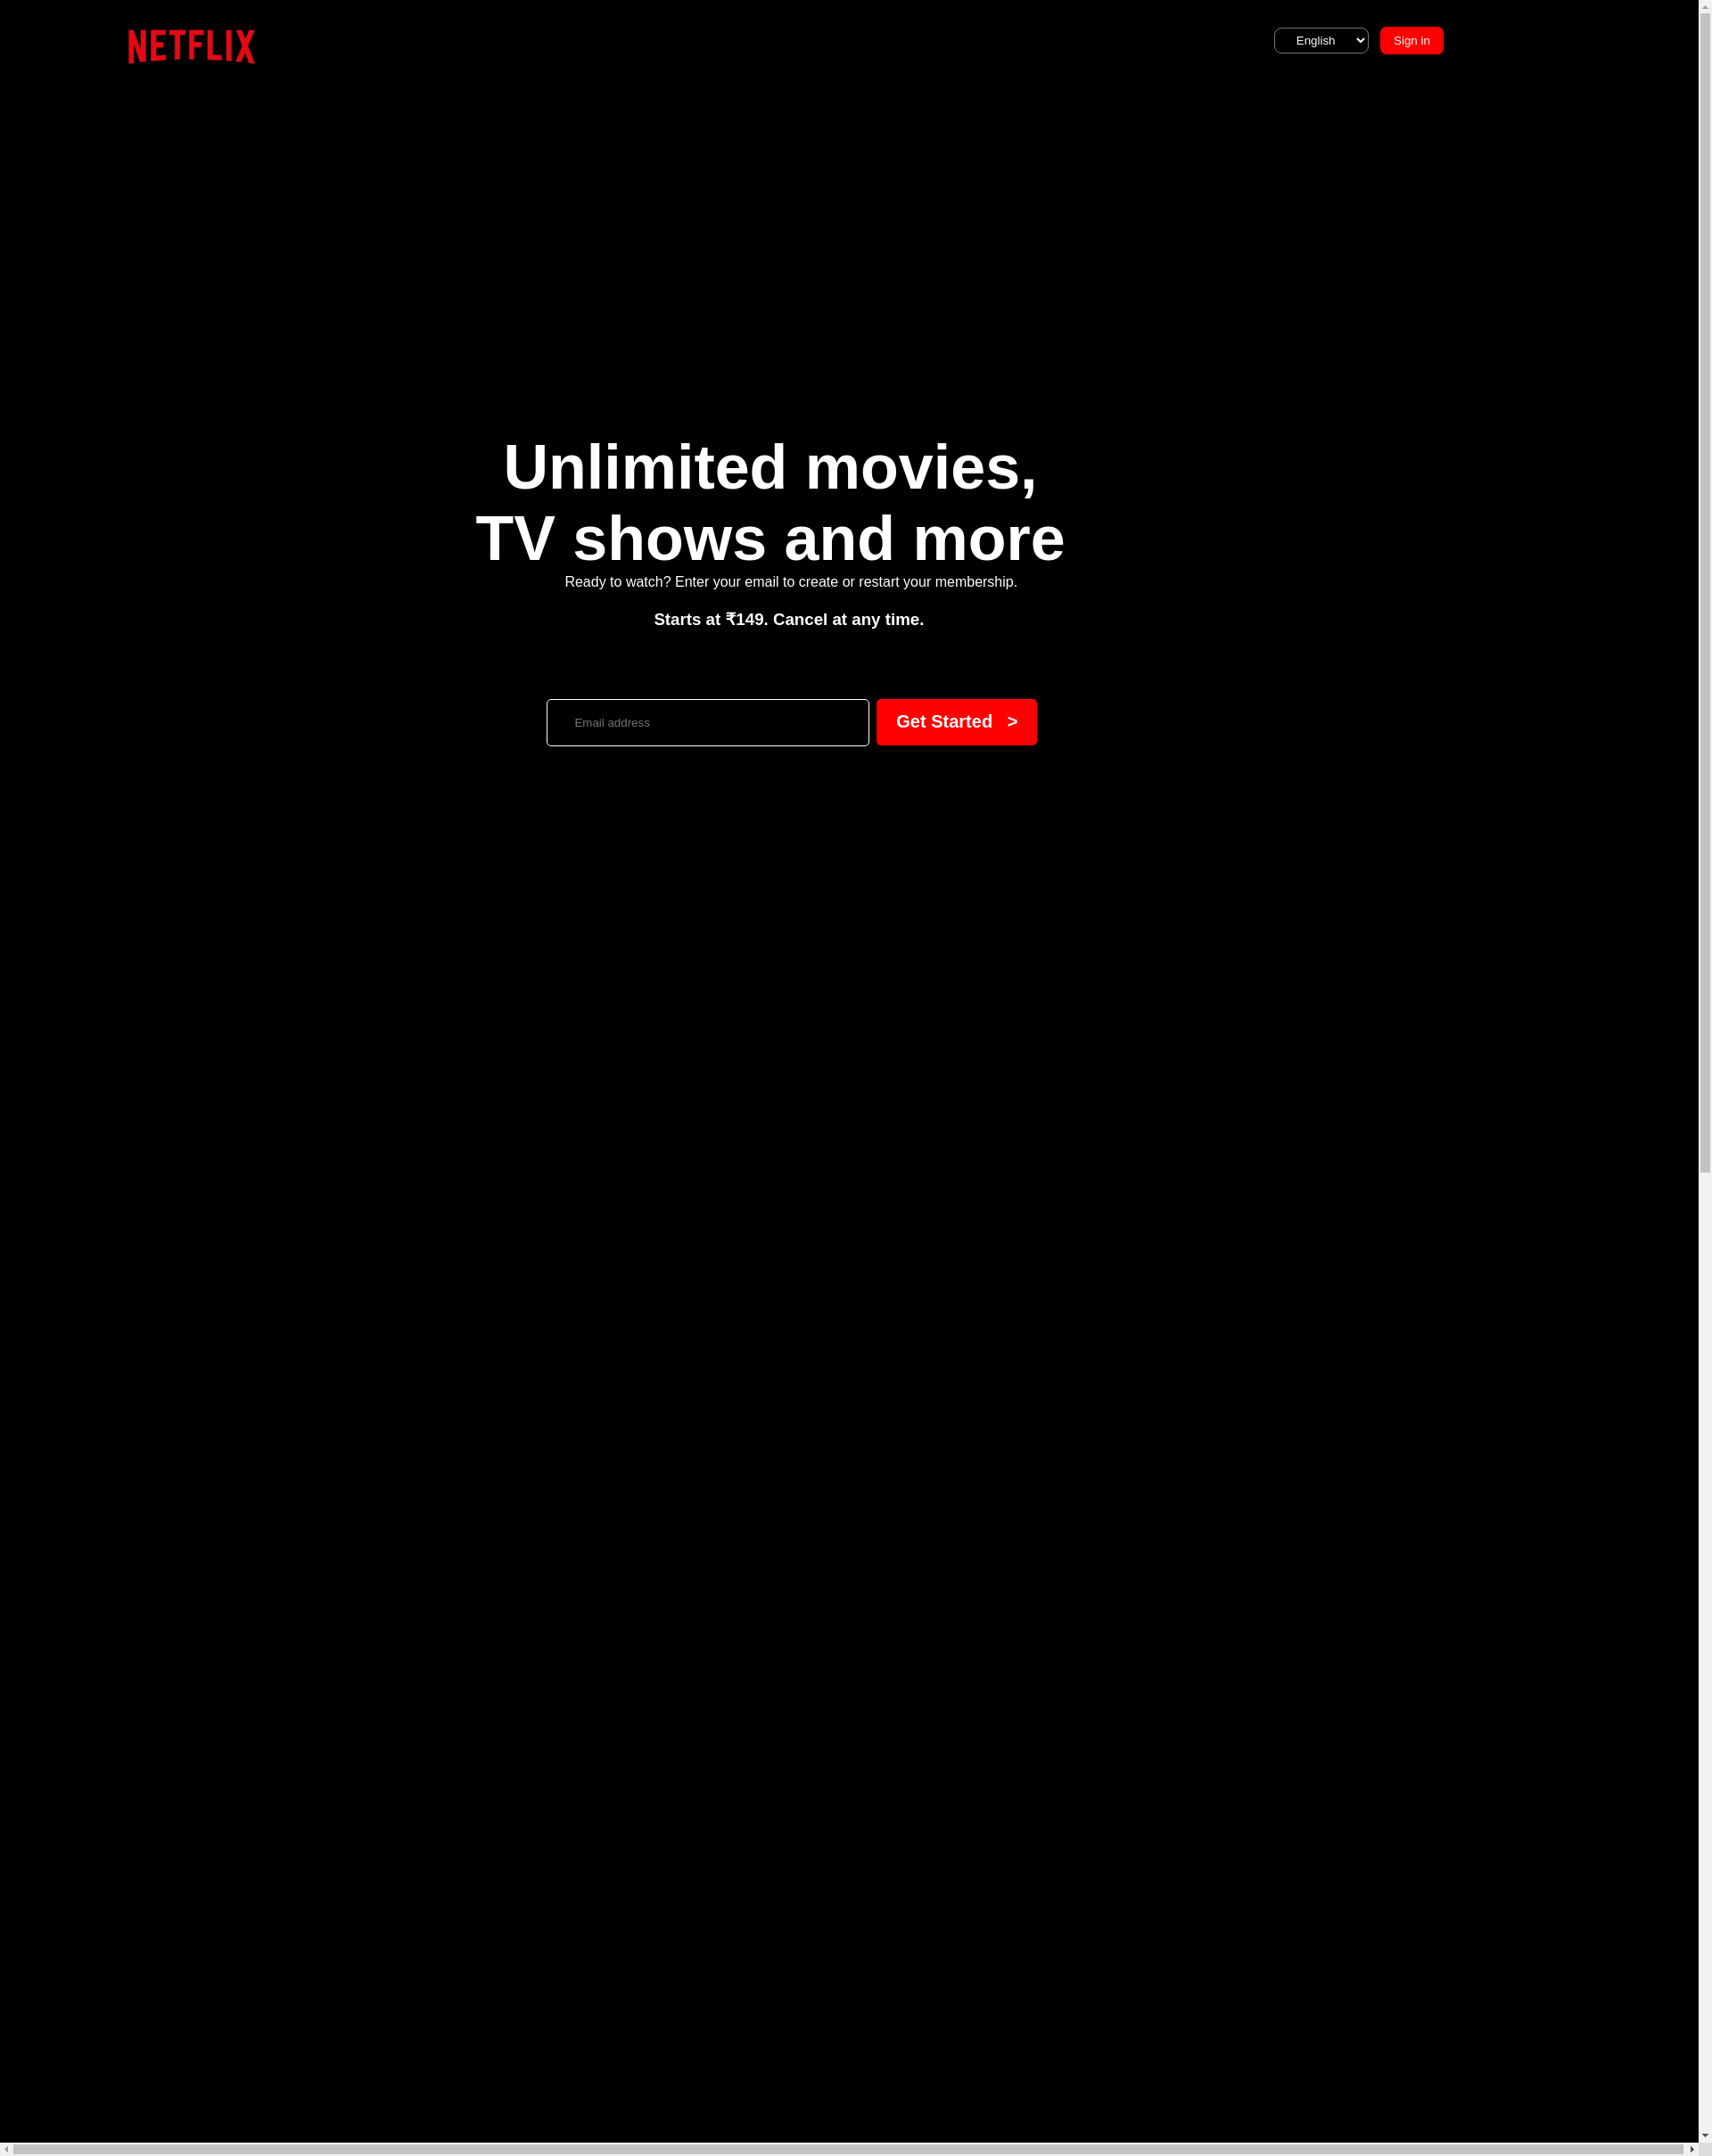 NETFLIX
English
Sign in
Unlimited movies,
TV shows and more
Ready to watch? Enter your email to create or restart your membership.
Starts at ₹149. Cancel at any time.
Email address
Get Started >